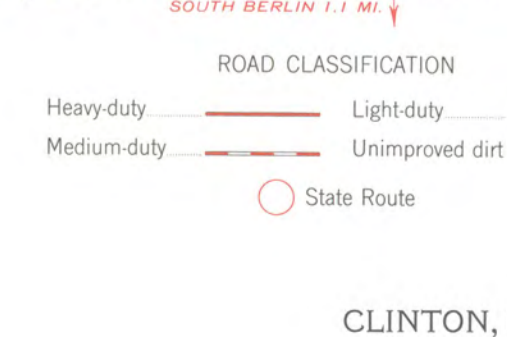 SOUTH BERLIN 1.1 MI.
ROAD CLASSIFICATION
Heavy-duty Light-duty
Medium-duty Unimproved dirt
State Route
CLINTON,